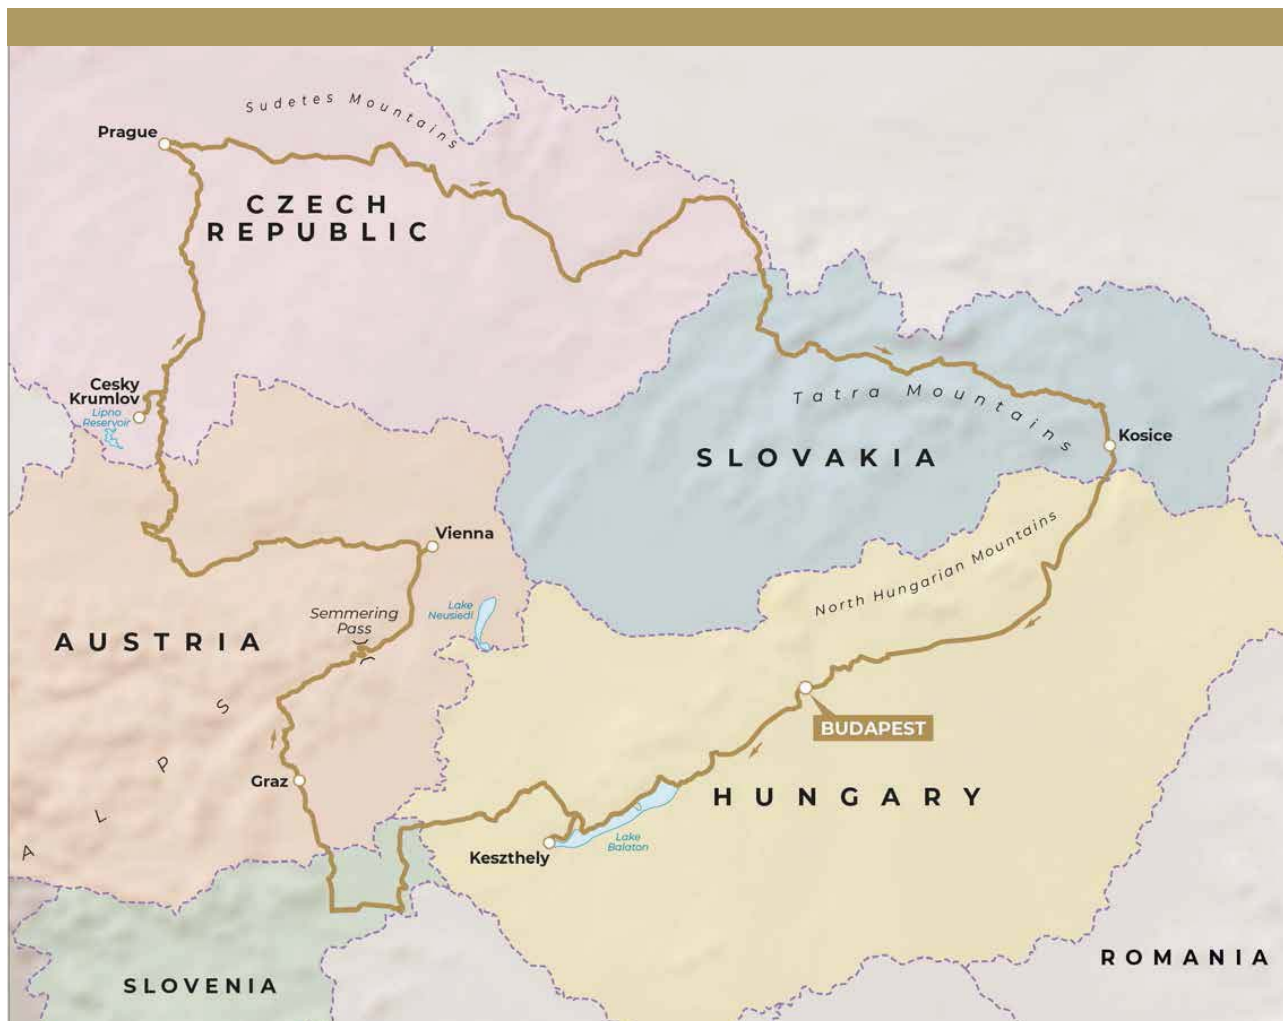 Sudetes Mountains
Prague
CZECH
REPUBLIC
Cesky
Krumlov
Lipno
Reservoir
Tatra Mountains
Kosice
SLOVAKIA
Vienna
North Hungarian Mountains
Lake
Neusiedl
Semmering
Pass
AUSTRIA
ALPS
BUDAPEST
Graz
HUNGARY
Lake
Balaton
Keszthely
ROMANIA
SLOVENIA